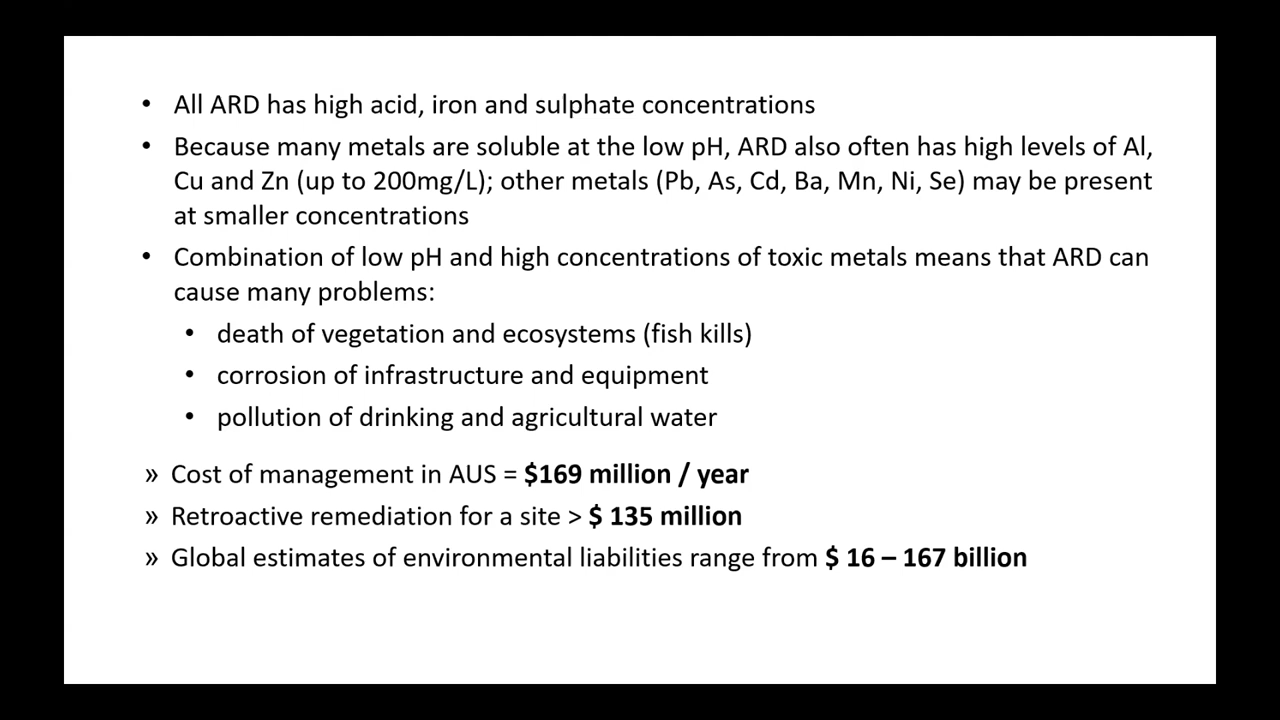 • All ARD has high acid, iron and sulphate concentrations
• Because many metals are soluble at the low pH, ARD also often has high levels of Al,
Cu and Zn (up to 200mg/L); other metals (Pb, As, Cd, Ba, Mn, Ni, Se) may be present
at smaller concentrations
• Combination of low pH and high concentrations of toxic metals means that ARD can
cause many problems:
• death of vegetation and ecosystems (fish kills)
• corrosion of infrastructure and equipment
• pollution of drinking and agricultural water
» Cost of management in AUS = $169 million / year
» Retroactive remediation for a site > $ 135 million
» Global estimates of environmental liabilities range from $ 16 – 167 billion